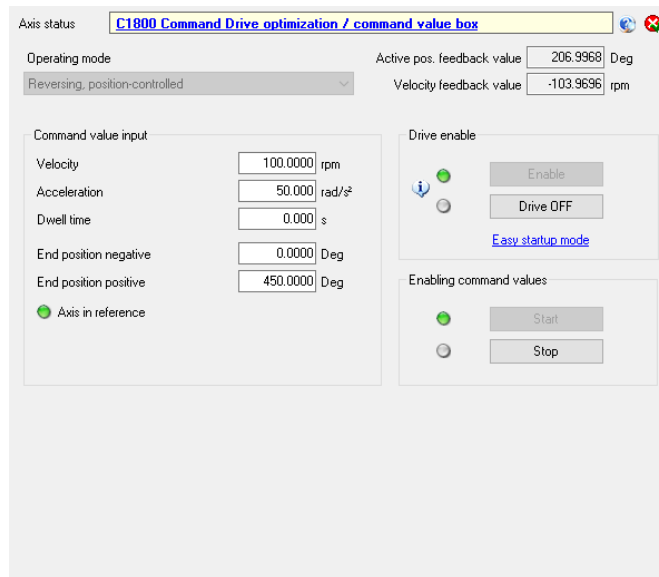 Axis status C1800 Command Drive optimization / command value box
Operating mode
Reversing, position-controlled
Active pos. feedback value 206.9968 Deg
Velocity feedback value -103.9696 rpm
Command value input
Velocity 100.0000 rpm
Acceleration 50.000 rad/s²
Dwell time 0.000 s
End position negative 0.0000 Deg
End position positive 450.0000 Deg
Axis in reference
Drive enable
Enable
Drive OFF
Easy startup mode
Enabling command values
Start
Stop